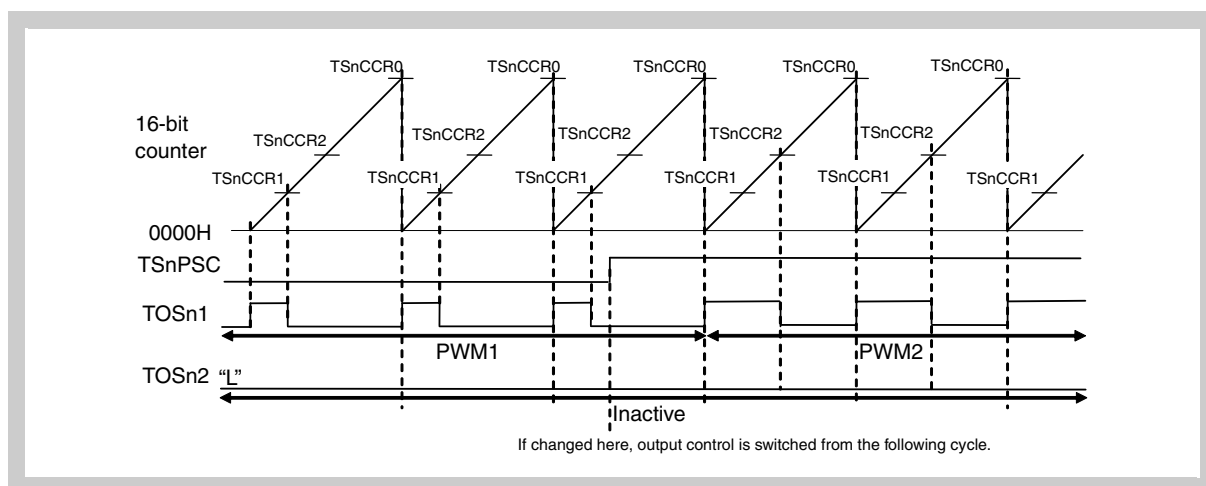 TSnCCR0 TSnCCR0 TSnCCR0 TSnCCR0 TSnCCR0
16-bit
counter
TSnCCR2 TSnCCR2 TSnCCR2 TSnCCR2 TSnCCR2
TSnCCR1 TSnCCR1 TSnCCR1 TSnCCR1 TSnCCR1 TSnCCR1
0000H
TSnPSC
TOSn1
PWM1 PWM2
TOSn2 “L”
Inactive
If changed here, output control is switched from the following cycle.